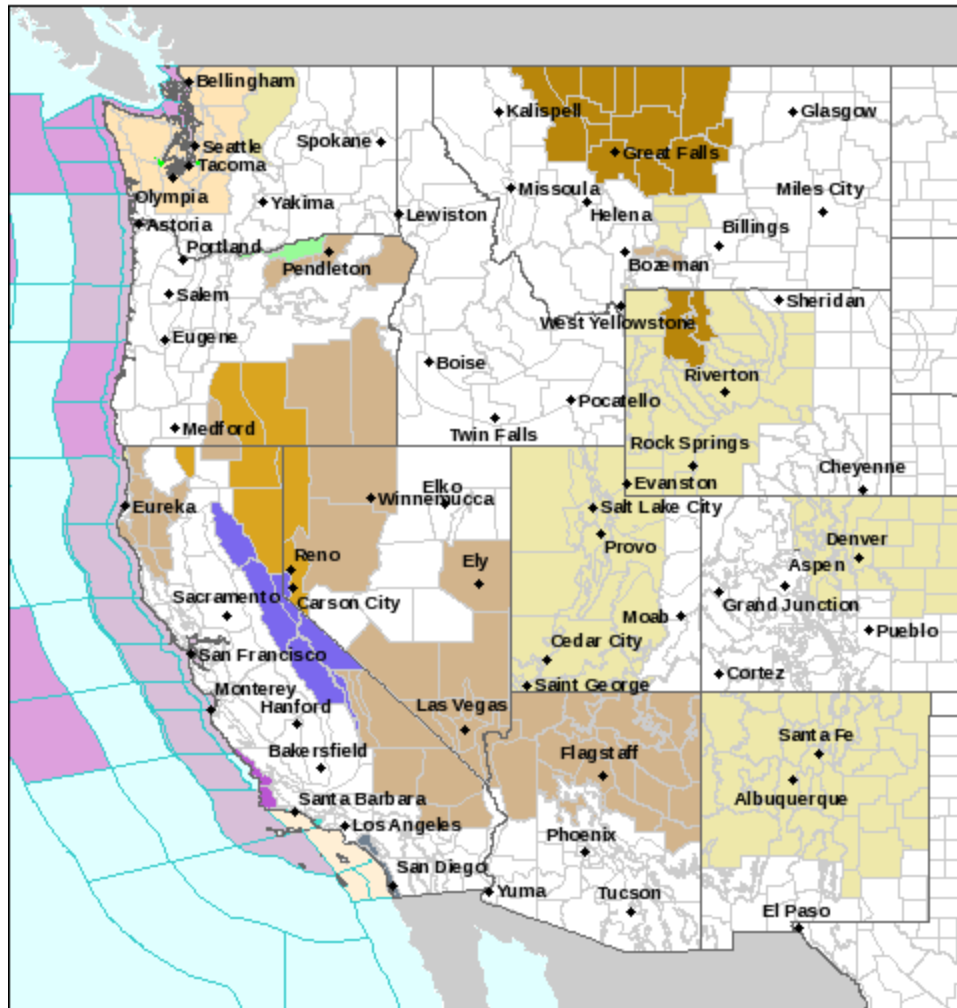 Bellingham
Kalispell
Glasgow
Seattle
Spokane
Great Falls
Tacoma
Olympia
Yakima
Lewiston
Missoula
Helena
Miles City
Astoria
Billings
Portland
Pendleton
Bozeman
Salem
Sheridan
West Yellowstone
Eugene
Boise
Riverton
Pocatello
Medford
Twin Falls
Rock Springs
Cheyenne
Eureka
Elko
Winnemucca
Evanston
Salt Lake City
Reno
Provo
Denver
Ely
Aspen
Sacramento
Carson City
Grand Junction
Moab
Pueblo
San Francisco
Cedar City
Cortez
Monterey
Saint George
Hanford
Las Vegas
Bakersfield
Flagstaff
Santa Fe
Santa Barbara
Albuquerque
Los Angeles
Phoenix
San Diego
Yuma
Tucson
El Paso